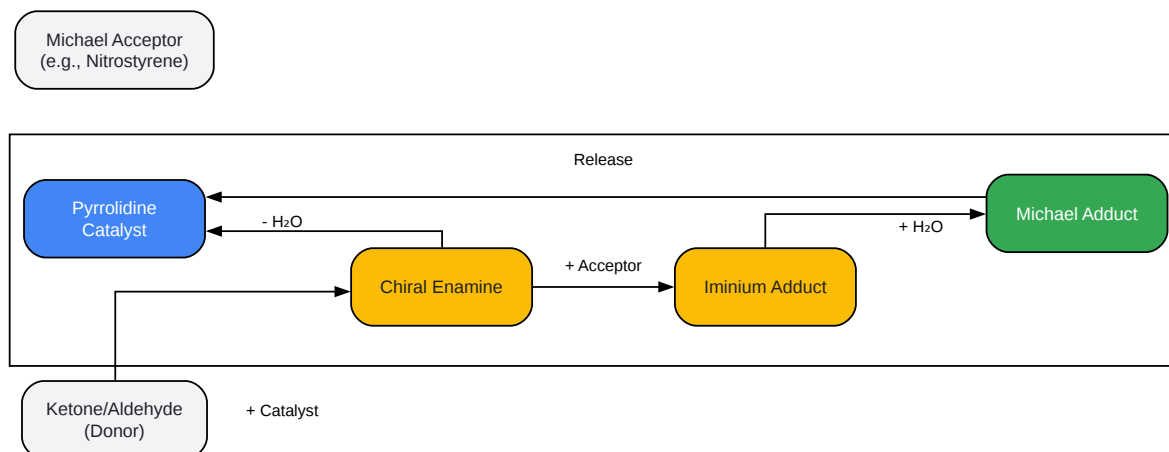 Michael Acceptor
(e.g., Nitrostyrene)
Release
Pyrrolidine
Catalyst
Michael Adduct
- H₂O
+ H₂O
+ Acceptor
Chiral Enamine
Iminium Adduct
Ketone/Aldehyde
(Donor)
+ Catalyst